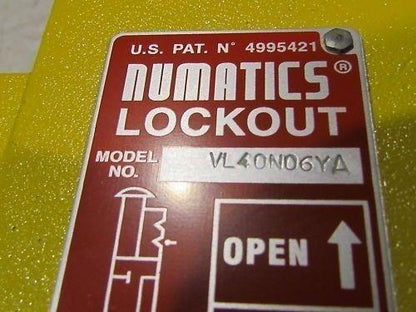 U.S. PAT. N° 4995421
NUMATICS®
LOCKOUT
MODEL NO. VL40N06YA
OPEN